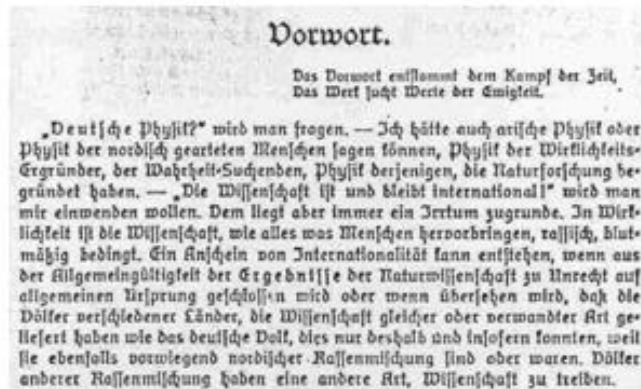 Vorwort.
Das Vorwort entstammt dem Kampf der Zeit,
Das Werk sucht Werte der Ewigkeit.
„Deutsche Physik?“ wird man fragen. — Ich hätte auch arische Physik oder
Physik der nordisch gearteten Menschen sagen können, Physik der Wirklichkeits-
Ergründer, der Wahrheit-Suchenden, Physik derjenigen, die Naturforschung be-
gründet haben. — „Die Wissenschaft ist und bleibt international!“ wird man
mir einwenden wollen. Dem liegt aber immer ein Irrtum zugrunde. In Wirk-
lichkeit ist die Wissenschaft, wie alles was Menschen hervorbringen, rassisch, blut-
mäßig bedingt. Ein Anschein von Internationalität kann entstehen, wenn aus
der Allgemeingültigkeit der Ergebnisse der Naturwissenschaft zu Unrecht auf
allgemeinen Ursprung geschlossen wird oder wenn übersehen wird, daß die
Völker verschiedener Länder, die Wissenschaft gleicher oder verwandter Art ge-
liefert haben wie das deutsche Volk, dies nur deshalb und insofern konnten, weil
sie ebenfalls vorwiegend nordischer Rassenmischung sind oder waren. Völker
anderer Rassenmischung haben eine andere Art, Wissenschaft zu treiben.